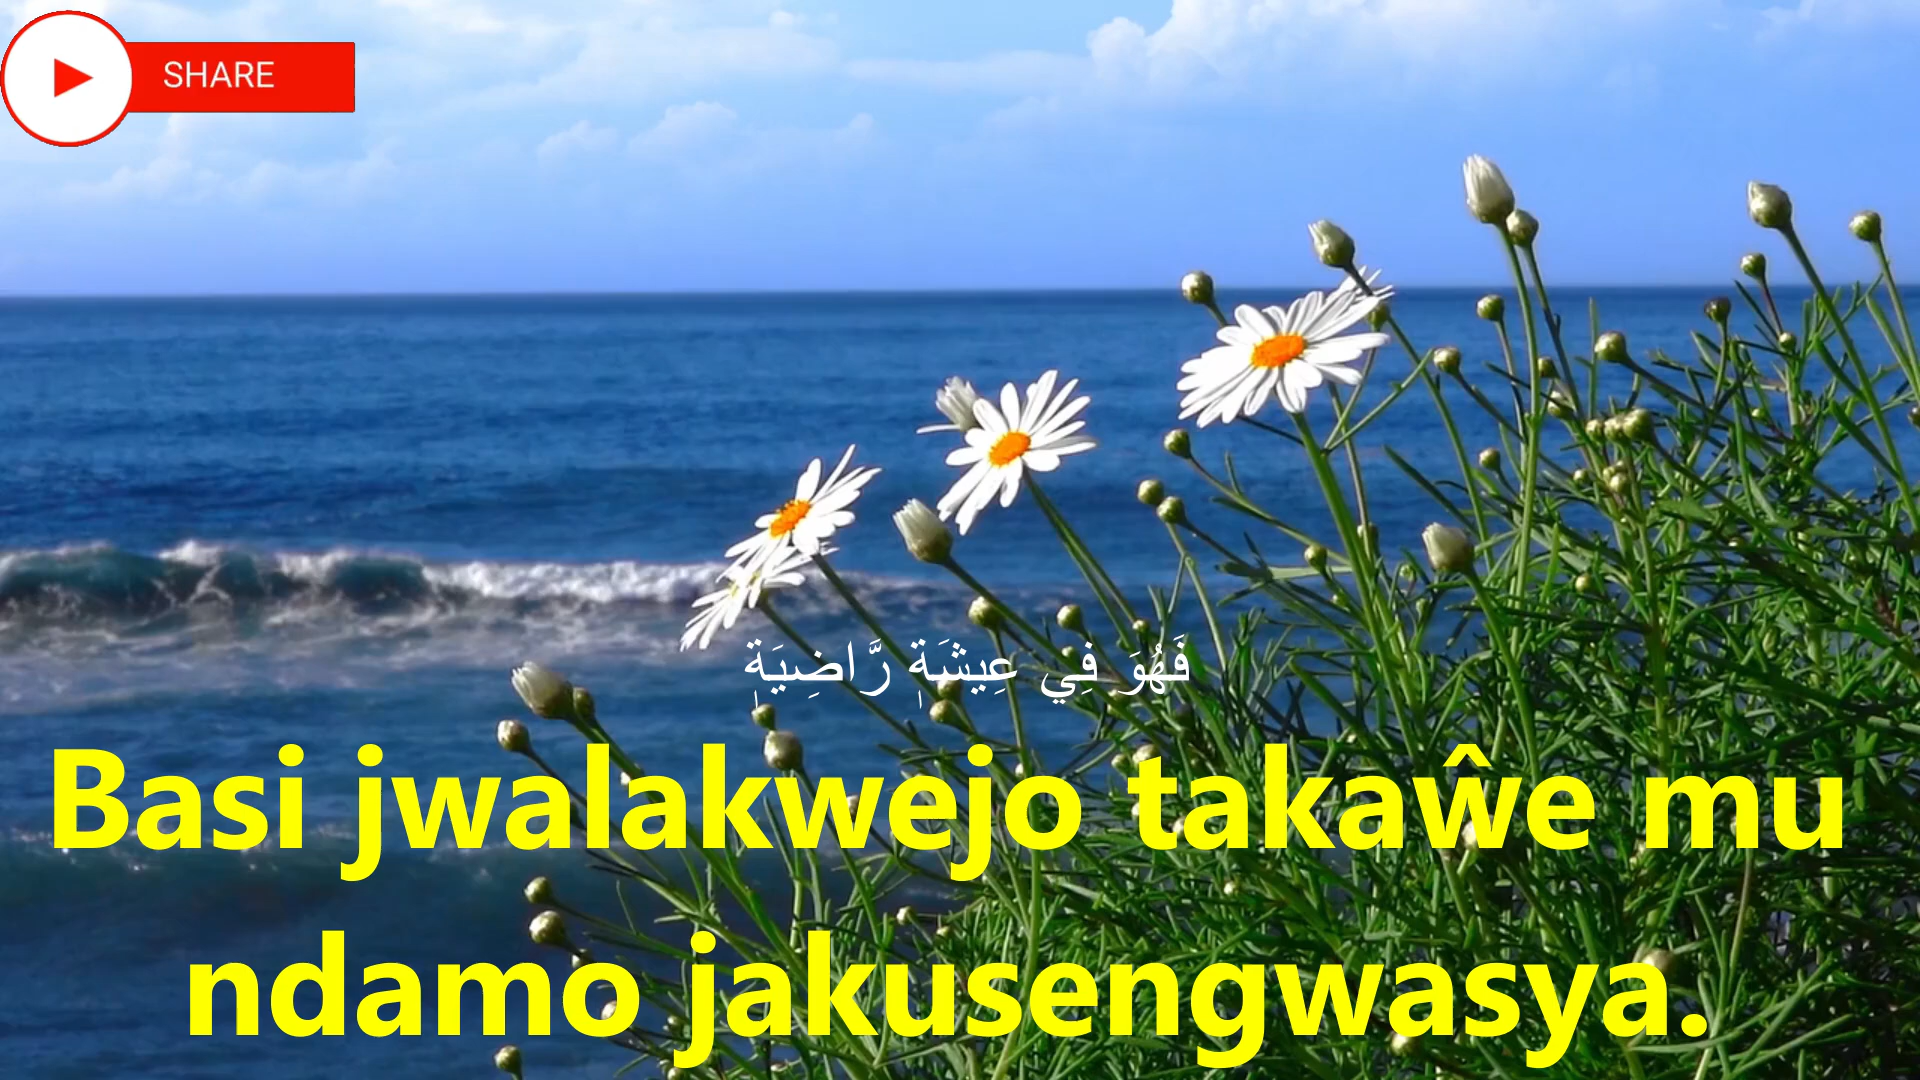 SHARE
فَهُوَ فِي عِيشَةٖ رَّاضِيَةٖ
Basi jwalakwejo takaŵe mu
ndamo jakusengwasya.